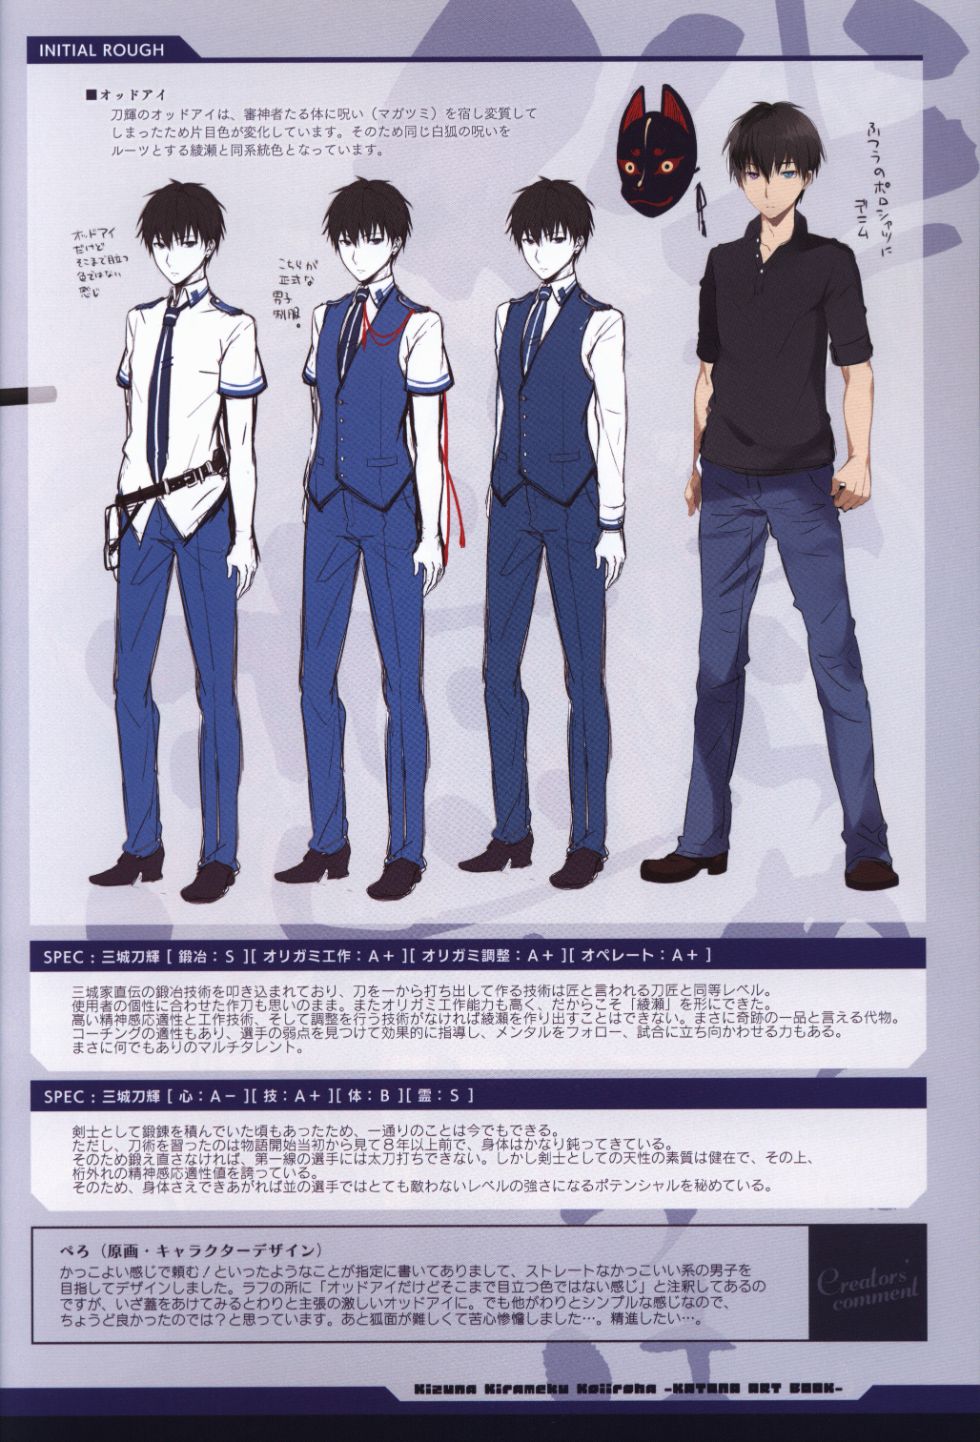 INITIAL ROUGH
■オッドアイ
刀輝のオッドアイは、審神者たる体に呪い（マガツミ）を宿し変質して
しまったため片目色が変化しています。そのため同じ白狐の呪いを
ルーツとする綾瀬と同系統色となっています。
オッドアイ
だけど
そこまで目立つ
色ではない
感じ
こちらが
正式な
男子
制服。
ふつうのポロシャツに
デニム
SPEC：三城刀輝［ 鍛冶：S ］［ オリガミ工作：A＋ ］［ オリガミ調整：A＋ ］［ オペレート：A＋ ］
三城家直伝の鍛冶技術を叩き込まれており、刀を一から打ち出して作る技術は匠と言われる刀匠と同等レベル。
使用者の個性に合わせた作刀も思いのまま。またオリガミ工作能力も高く、だからこそ「綾瀬」を形にできた。
高い精神感応適性と工作技術、そして調整を行う技術がなければ綾瀬を作り出すことはできない。まさに奇跡の一品と言える代物。
コーチングの適性もあり、選手の弱点を見つけて効果的に指導し、メンタルをフォロー、試合に立ち向かわせる力もある。
まさに何でもありのマルチタレント。
SPEC：三城刀輝［ 心：A－ ］［ 技：A＋ ］［ 体：B ］［ 霊：S ］
剣士として鍛錬を積んでいた頃もあったため、一通りのことは今でもできる。
ただし、刀術を習ったのは物語開始当初から見て８年以上前で、身体はかなり鈍ってきている。
そのため鍛え直さなければ、第一線の選手には太刀打ちできない。しかし剣士としての天性の素質は健在で、その上、
桁外れの精神感応適性値を誇っている。
そのため、身体さえできあがれば並の選手ではとても敵わないレベルの強さになるポテンシャルを秘めている。
ぺろ（原画・キャラクターデザイン）
かっこよい感じで頼む！といったようなことが指定に書いてありまして、ストレートなかっこいい系の男子を
目指してデザインしました。ラフの所に「オッドアイだけどそこまで目立つ色ではない感じ」と注釈してあるの
ですが、いざ蓋をあけてみるとわりと主張の激しいオッドアイに。でも他がわりとシンプルな感じなので、
ちょうど良かったのでは？と思っています。あと狐面が難しくて苦心惨憺しました…。精進したい…。
Creators'
comment
Kizuna Kirameku Koiiroha -KATANA ART BOOK-